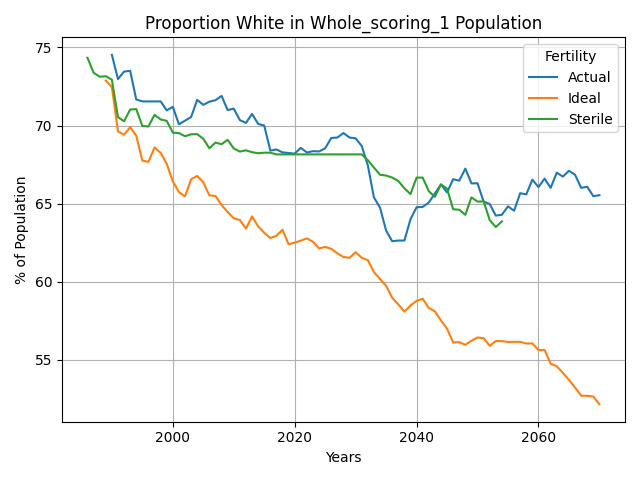 Proportion White in Whole_scoring_1 Population
Fertility
Actual
Ideal
Sterile
% of Population
75
70
65
60
55
2000
2020
2040
2060
Years